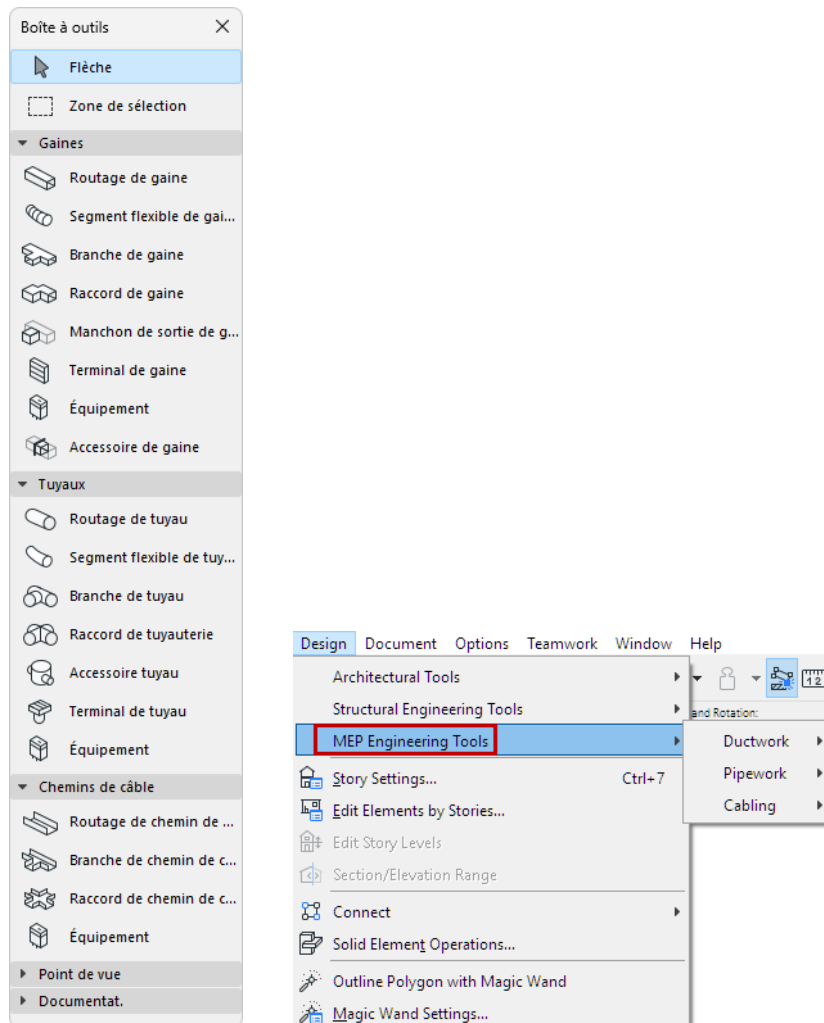 Boîte à outils
Flèche
Zone de sélection
Gaines
Routage de gaine
Segment flexible de gai...
Branche de gaine
Raccord de gaine
Manchon de sortie de g...
Terminal de gaine
Équipement
Accessoire de gaine
Tuyaux
Routage de tuyau
Segment flexible de tuy...
Branche de tuyau
Raccord de tuyauterie
Accessoire tuyau
Terminal de tuyau
Équipement
Chemins de câble
Routage de chemin de ...
Branche de chemin de c...
Raccord de chemin de c...
Équipement
Point de vue
Documentat.
Design Document Options Teamwork Window Help
Architectural Tools
Structural Engineering Tools
and Rotation:
MEP Engineering Tools
Ductwork
Pipework
Cabling
Story Settings... Ctrl+7
Edit Elements by Stories...
Edit Story Levels
Section/Elevation Range
Connect
Solid Element Operations...
Outline Polygon with Magic Wand
Magic Wand Settings...
12